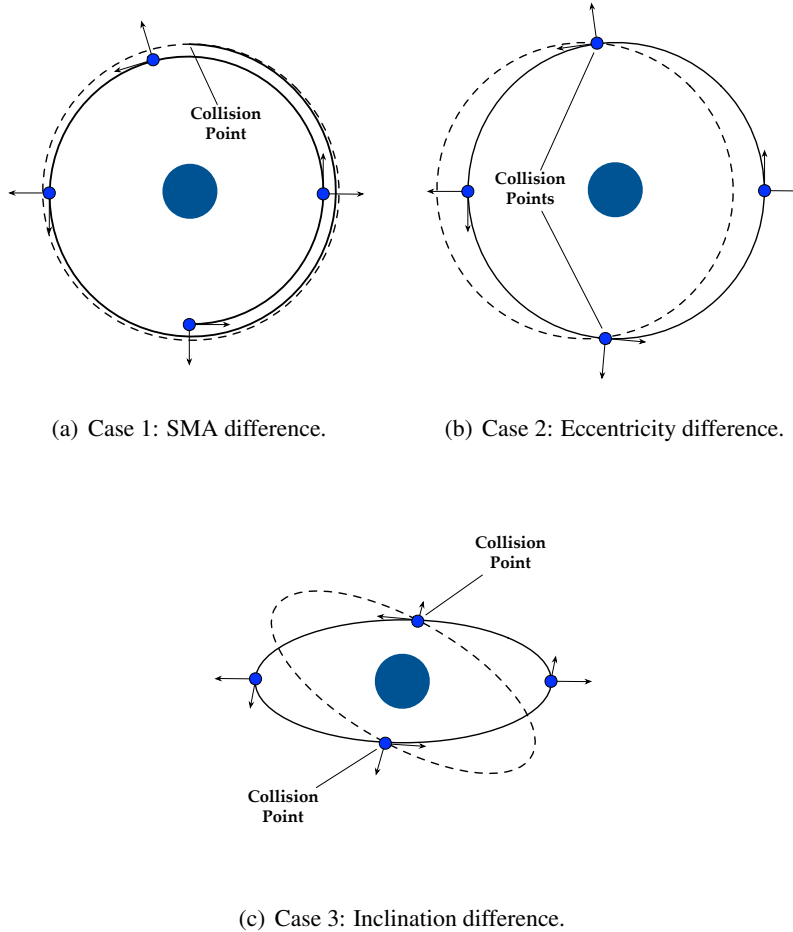 Collision
Point
Collision
Points
(a) Case 1: SMA difference.
(b) Case 2: Eccentricity difference.
Collision
Point
Collision
Point
(c) Case 3: Inclination difference.